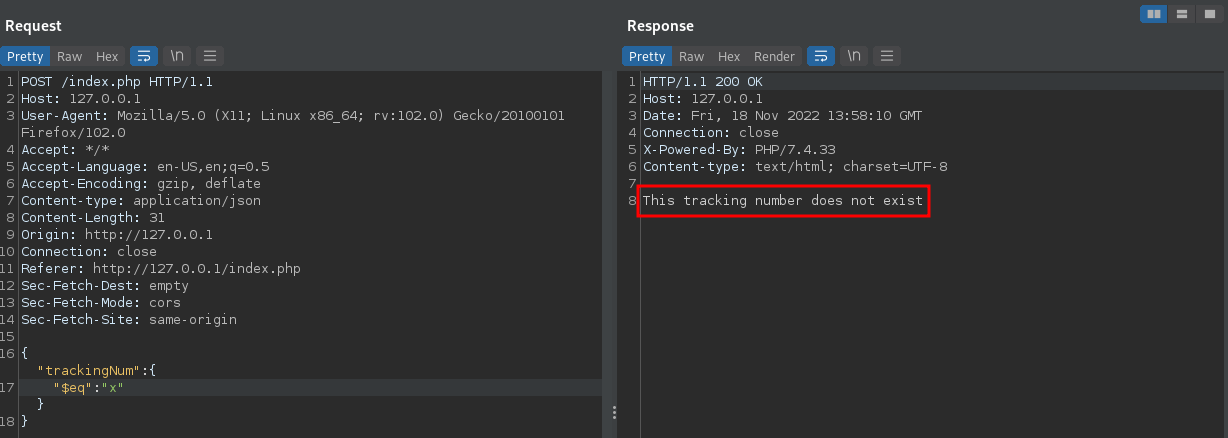 Request
Pretty Raw Hex \n
1 POST /index.php HTTP/1.1
2 Host: 127.0.0.1
3 User-Agent: Mozilla/5.0 (X11; Linux x86_64; rv:102.0) Gecko/20100101
Firefox/102.0
4 Accept: */*
5 Accept-Language: en-US,en;q=0.5
6 Accept-Encoding: gzip, deflate
7 Content-type: application/json
8 Content-Length: 31
9 Origin: http://127.0.0.1
10 Connection: close
11 Referer: http://127.0.0.1/index.php
12 Sec-Fetch-Dest: empty
13 Sec-Fetch-Mode: cors
14 Sec-Fetch-Site: same-origin
15
16 {
"trackingNum":{
17 "$eq":"x"
}
18 }
Response
Pretty Raw Hex Render \n
1 HTTP/1.1 200 OK
2 Host: 127.0.0.1
3 Date: Fri, 18 Nov 2022 13:58:10 GMT
4 Connection: close
5 X-Powered-By: PHP/7.4.33
6 Content-type: text/html; charset=UTF-8
7
8 This tracking number does not exist